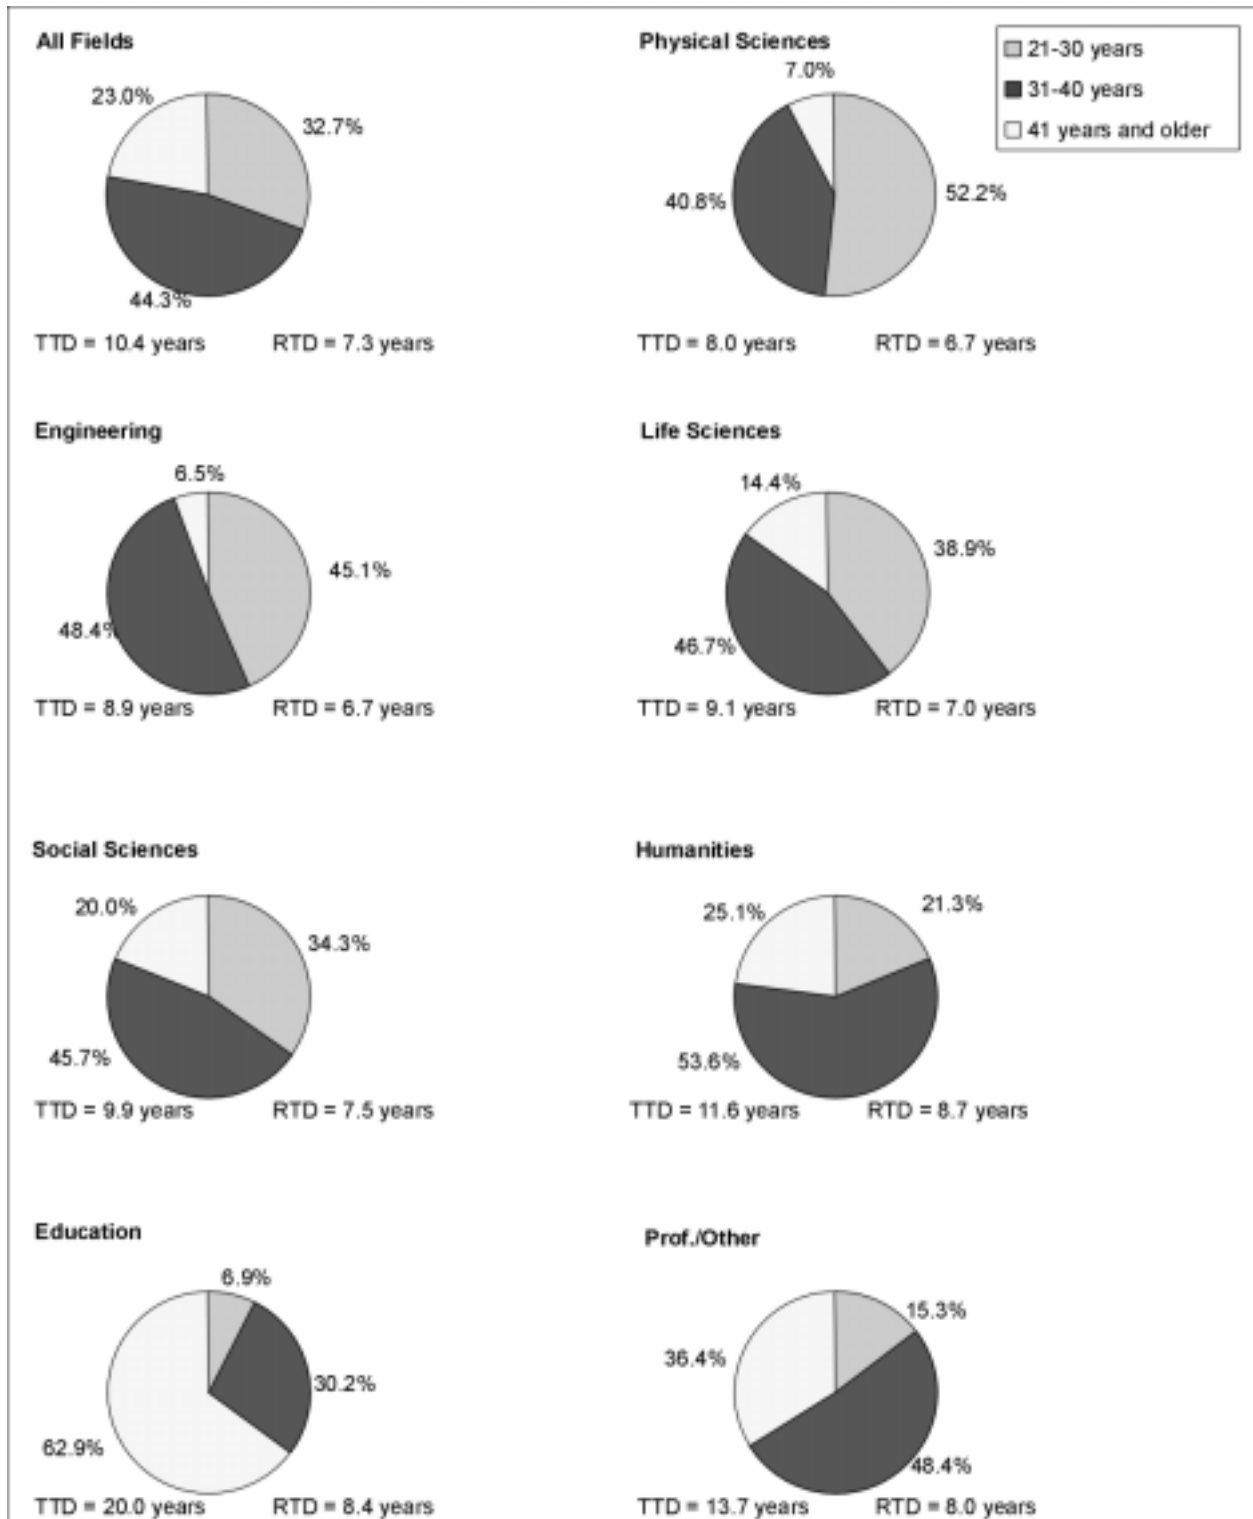 All Fields
23.0%
32.7%
44.3%
TTD = 10.4 years RTD = 7.3 years
Physical Sciences
7.0%
40.8%
52.2%
TTD = 8.0 years RTD = 6.7 years
21-30 years
31-40 years
41 years and older
Engineering
6.5%
45.1%
48.4%
TTD = 8.9 years RTD = 6.7 years
Life Sciences
14.4%
38.9%
46.7%
TTD = 9.1 years RTD = 7.0 years
Social Sciences
20.0%
34.3%
45.7%
TTD = 9.9 years RTD = 7.5 years
Humanities
25.1%
21.3%
53.6%
TTD = 11.6 years RTD = 8.7 years
Education
6.9%
30.2%
62.9%
TTD = 20.0 years RTD = 8.4 years
Prof./Other
15.3%
36.4%
48.4%
TTD = 13.7 years RTD = 8.0 years